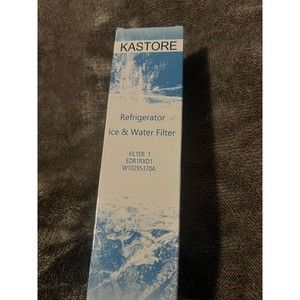 KASTORE
Refrigerator
Ice & Water Filter
FILTER 1
EDR1RXD1
W10295370A